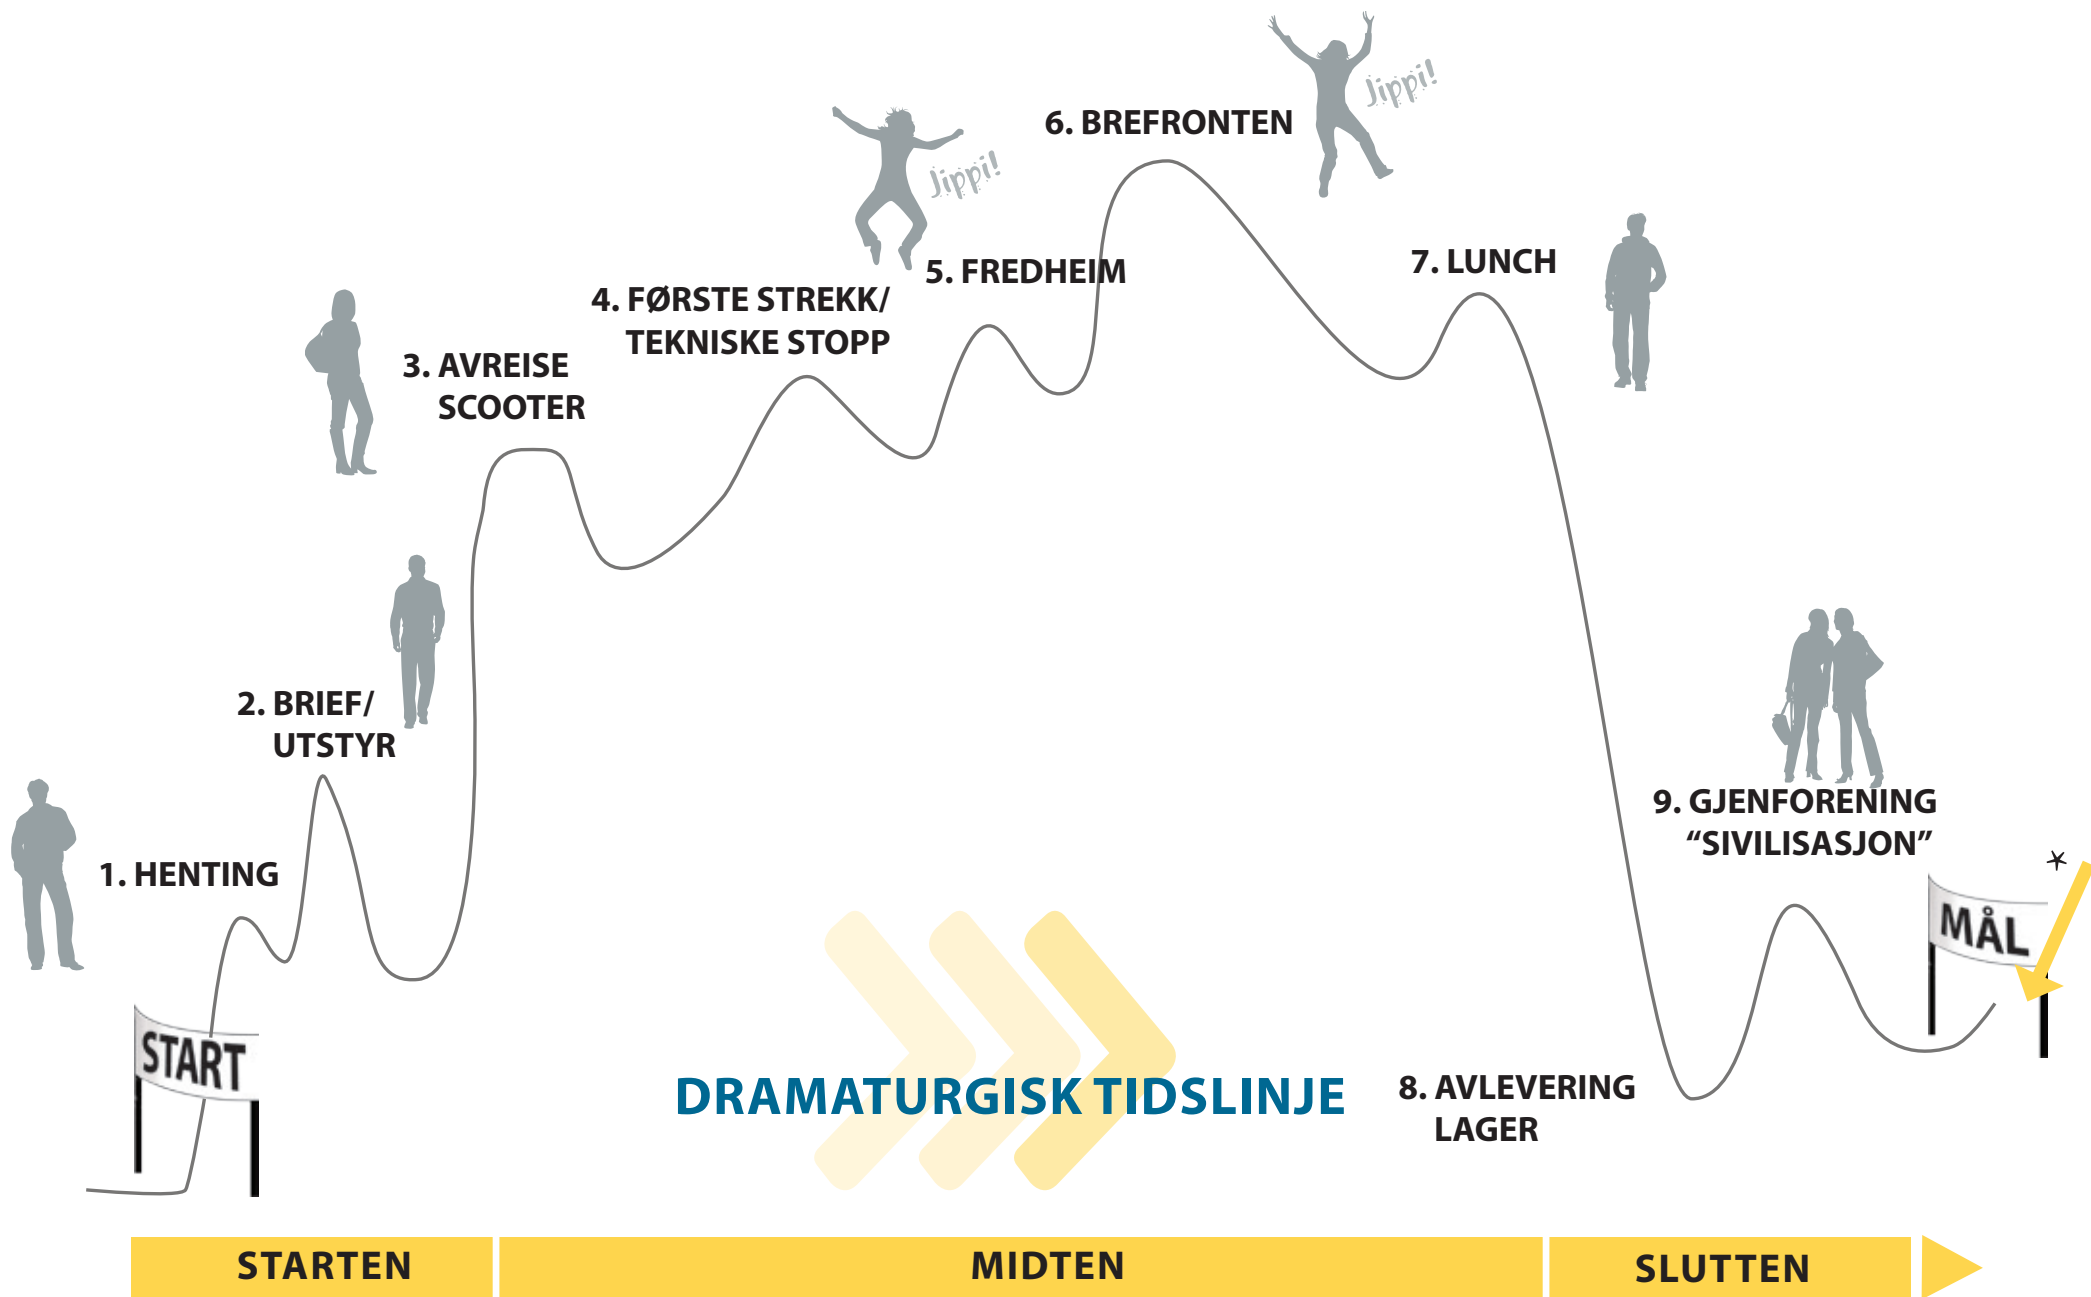 Jippi!
6. BREFRONTEN
Jippi!
5. FREDHEIM
7. LUNCH
4. FØRSTE STREKK/
TEKNISKE STOPP
3. AVREISE
SCOOTER
2. BRIEF/
UTSTYR
1. HENTING
START
9. GJENFORENING
“SIVILISASJON”
*
MÅL
8. AVLEVERING
LAGER
DRAMATURGISK TIDSLINJE
STARTEN
MIDTEN
SLUTTEN